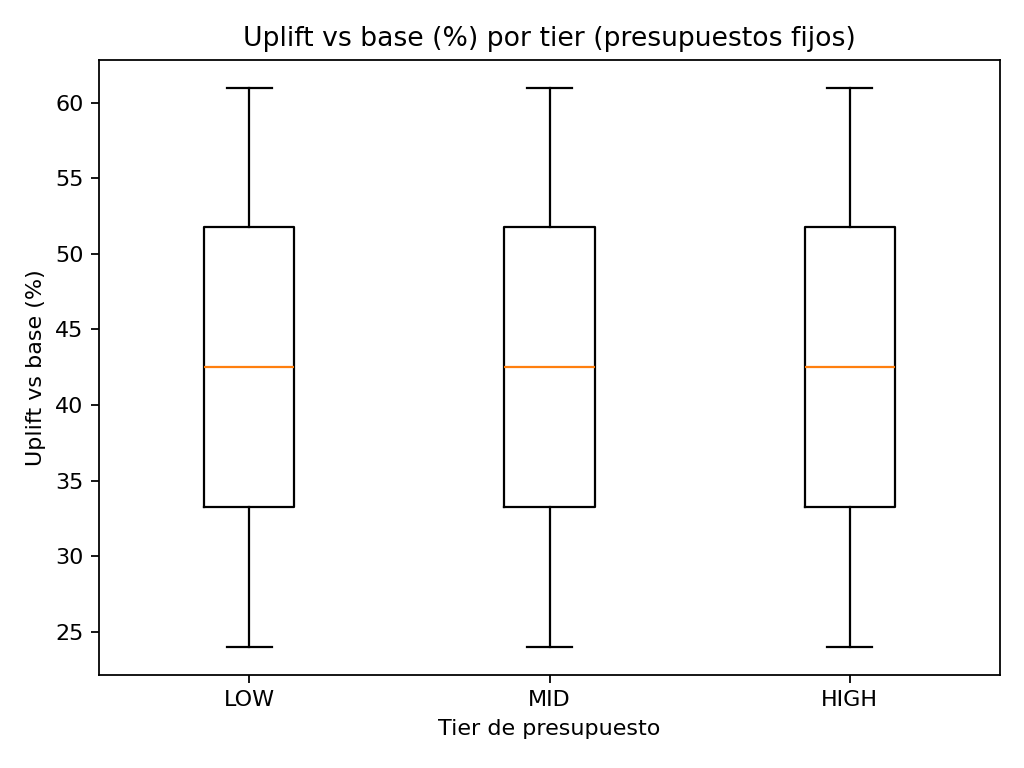 Uplift vs base (%) por tier (presupuestos fijos)
Uplift vs base (%)
60
55
50
45
40
35
30
25
LOW MID HIGH
Tier de presupuesto